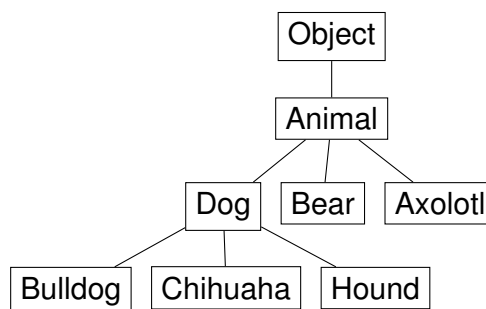 Object
Animal
Dog
Bear
Axolotl
Bulldog
Chihuaha
Hound